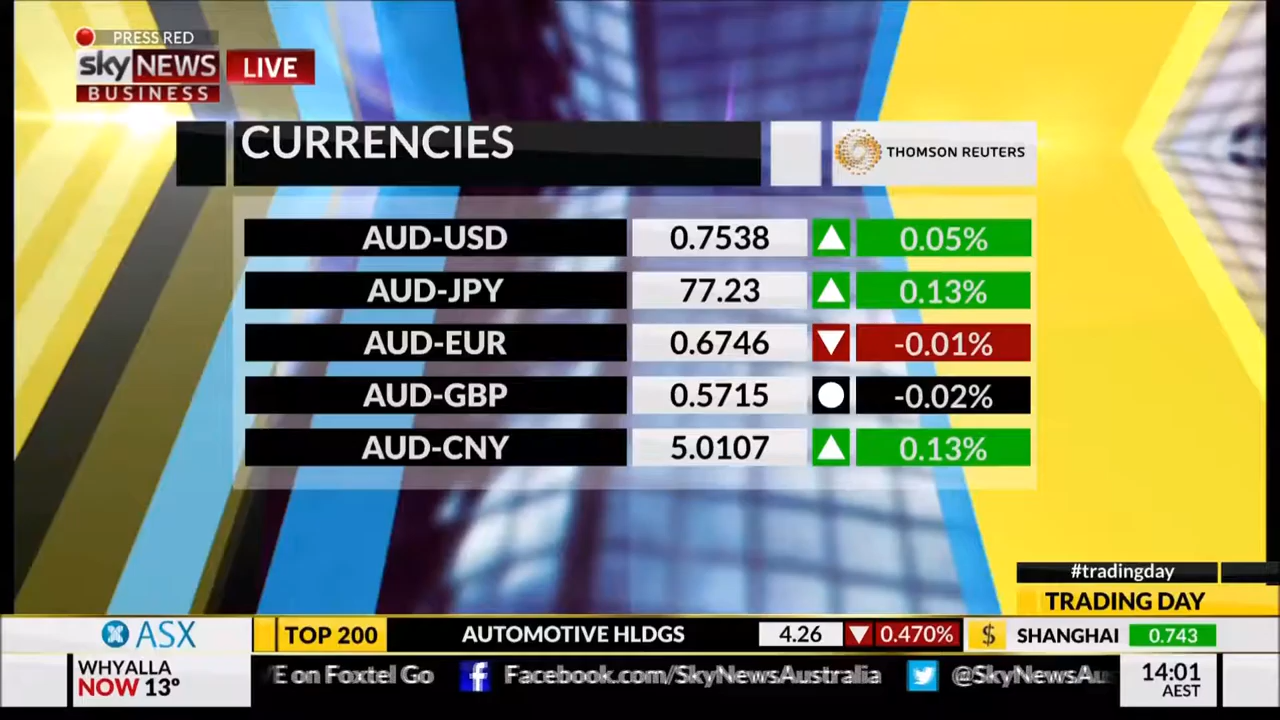 PRESS RED
sky NEWS LIVE
BUSINESS
CURRENCIES THOMSON REUTERS
AUD-USD 0.7538 0.05%
AUD-JPY 77.23 0.13%
AUD-EUR 0.6746 -0.01%
AUD-GBP 0.5715 -0.02%
AUD-CNY 5.0107 0.13%
#tradingday
TRADING DAY
ASX TOP 200 AUTOMOTIVE HLDGS 4.26 0.470% $ SHANGHAI 0.743
WHYALLA
NOW 13º
E on Foxtel Go Facebook.com/SkyNewsAustralia @SkyNewsAu
14:01
AEST